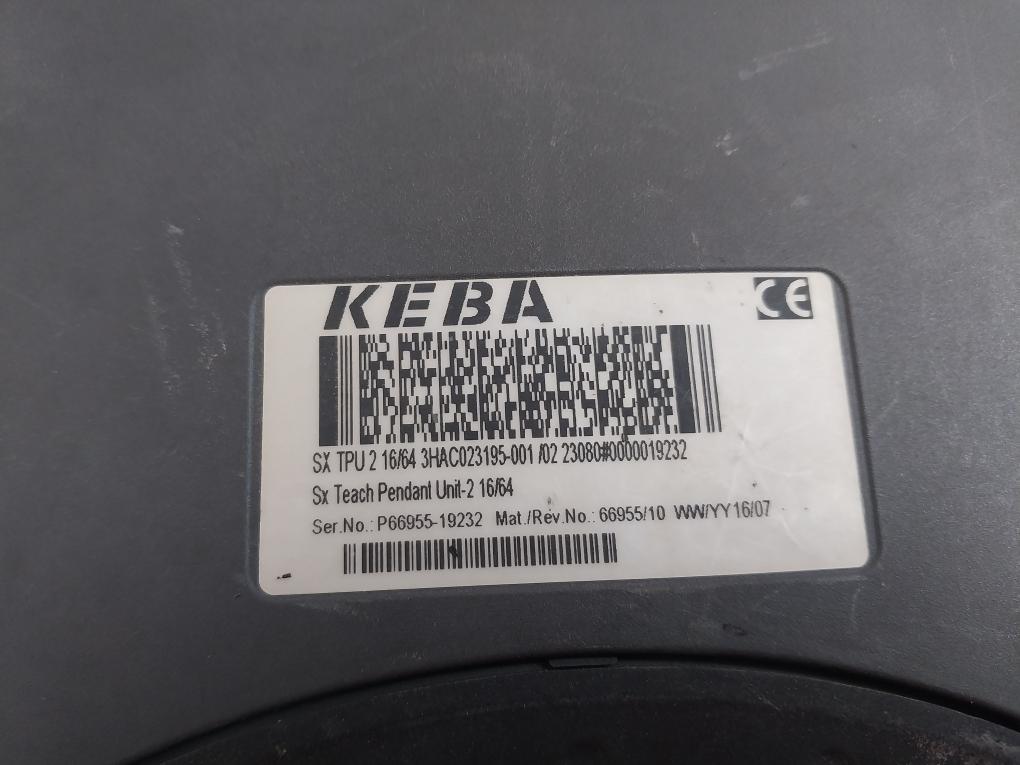 KEBA CE
SX TPU 2 16/64 3HAC023195-001 /02 23080#0000019232
Sx Teach Pendant Unit-2 16/64
Ser.No.: P66955-19232 Mat./Rev.No.: 66955/10 WW/YY16/07